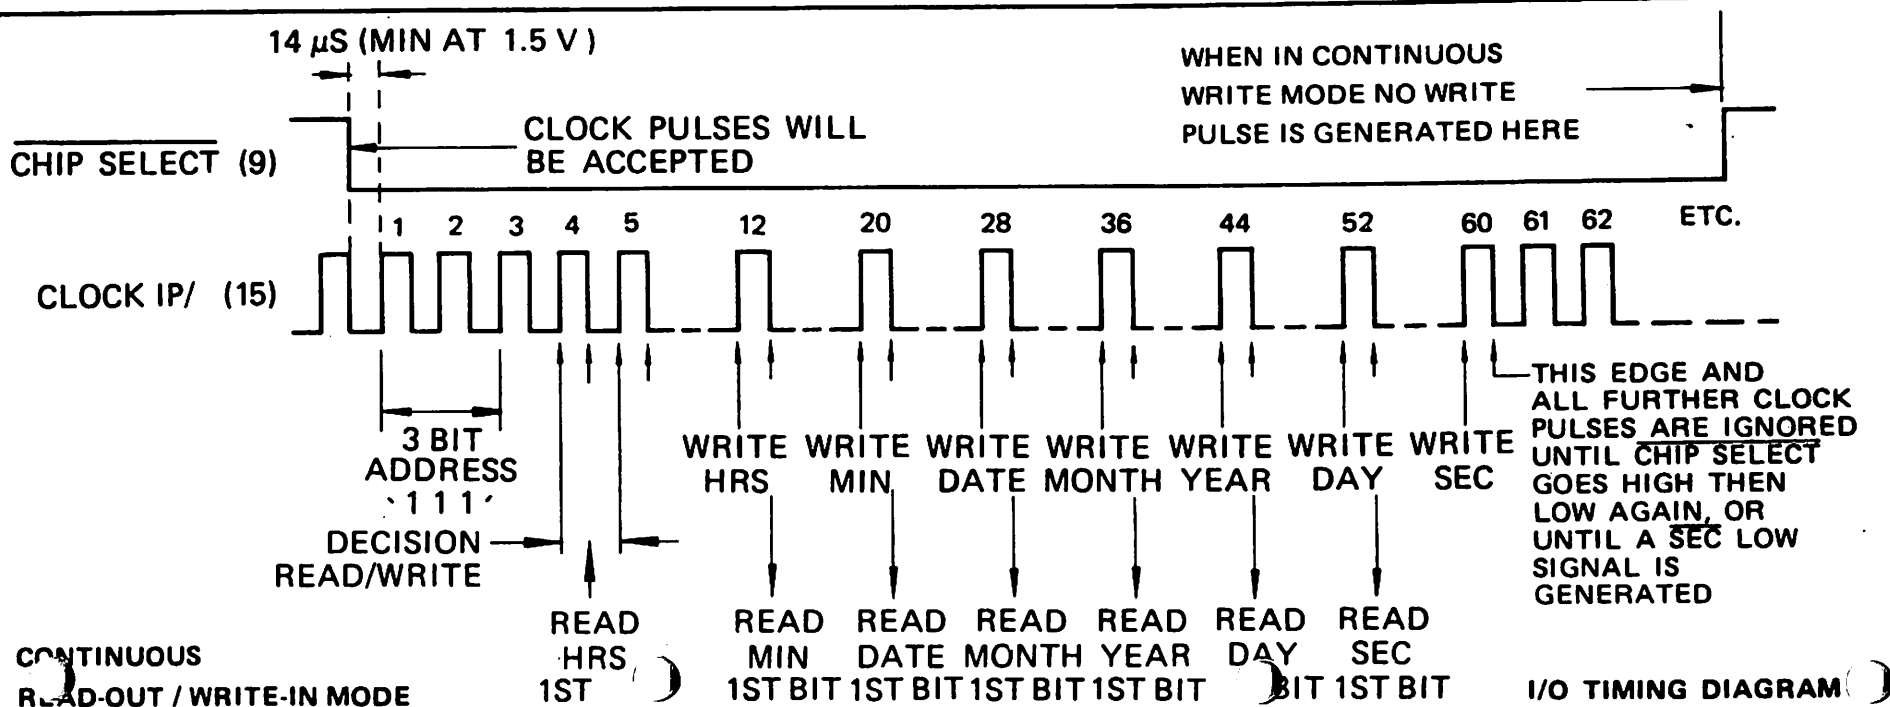 14 µS (MIN AT 1.5 V)
WHEN IN CONTINUOUS
WRITE MODE NO WRITE
PULSE IS GENERATED HERE
CHIP SELECT (9)
CLOCK PULSES WILL
BE ACCEPTED
1 2 3 4 5 12 20 28 36 44 52 60 61 62 ETC.
CLOCK IP/ (15)
3 BIT
ADDRESS
'111'
DECISION
READ/WRITE
WRITE HRS
WRITE MIN
WRITE DATE
WRITE MONTH
WRITE YEAR
WRITE DAY
WRITE SEC
THIS EDGE AND
ALL FURTHER CLOCK
PULSES ARE IGNORED
UNTIL CHIP SELECT
GOES HIGH THEN
LOW AGAIN, OR
UNTIL A SEC LOW
SIGNAL IS
GENERATED
READ HRS 1ST
READ MIN 1ST BIT
READ DATE 1ST BIT
READ MONTH 1ST BIT
READ YEAR 1ST BIT
READ DAY BIT
READ SEC 1ST BIT
CONTINUOUS
READ-OUT / WRITE-IN MODE
I/O TIMING DIAGRAM